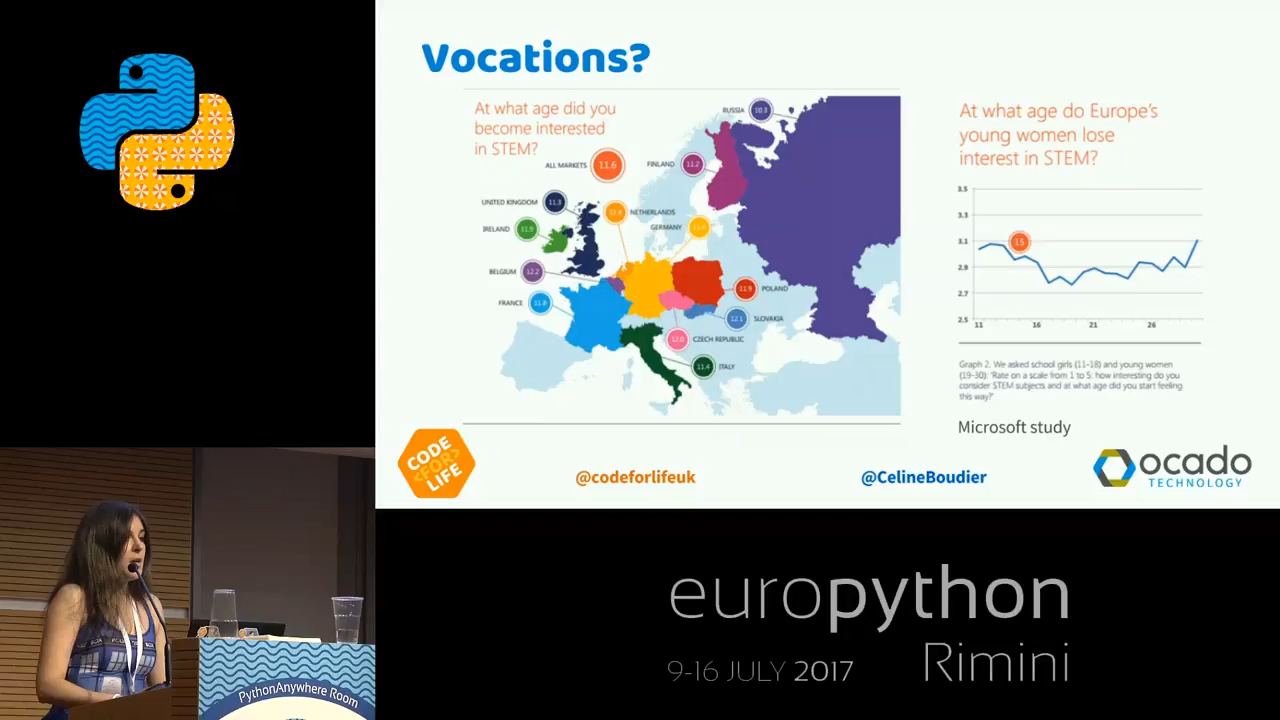 Vocations?
At what age did you
become interested
in STEM?
ALL MARKETS 11.6
RUSSIA 10.3
FINLAND 11.2
UNITED KINGDOM 11.3
NETHERLANDS
IRELAND 11.5
GERMANY
BELGIUM 12.2
FRANCE 11.8
11.9 POLAND
12.1 SLOVAKIA
12.0 CZECH REPUBLIC
11.4 ITALY
At what age do Europe's
young women lose
interest in STEM?
3.5
3.3
3.1
2.9
2.7
2.5
15
11 16 21 26
Graph 2. We asked school girls (11-18) and young women
(19-30): 'Rate on a scale from 1 to 5: how interesting do you
consider STEM subjects and at what age did you start feeling
this way?'
Microsoft study
CODE
<FOR>
LIFE
@codeforlifeuk
@CelineBoudier
ocado
TECHNOLOGY
europython
Rimini
9-16 JULY 2017
PythonAnywhere Room